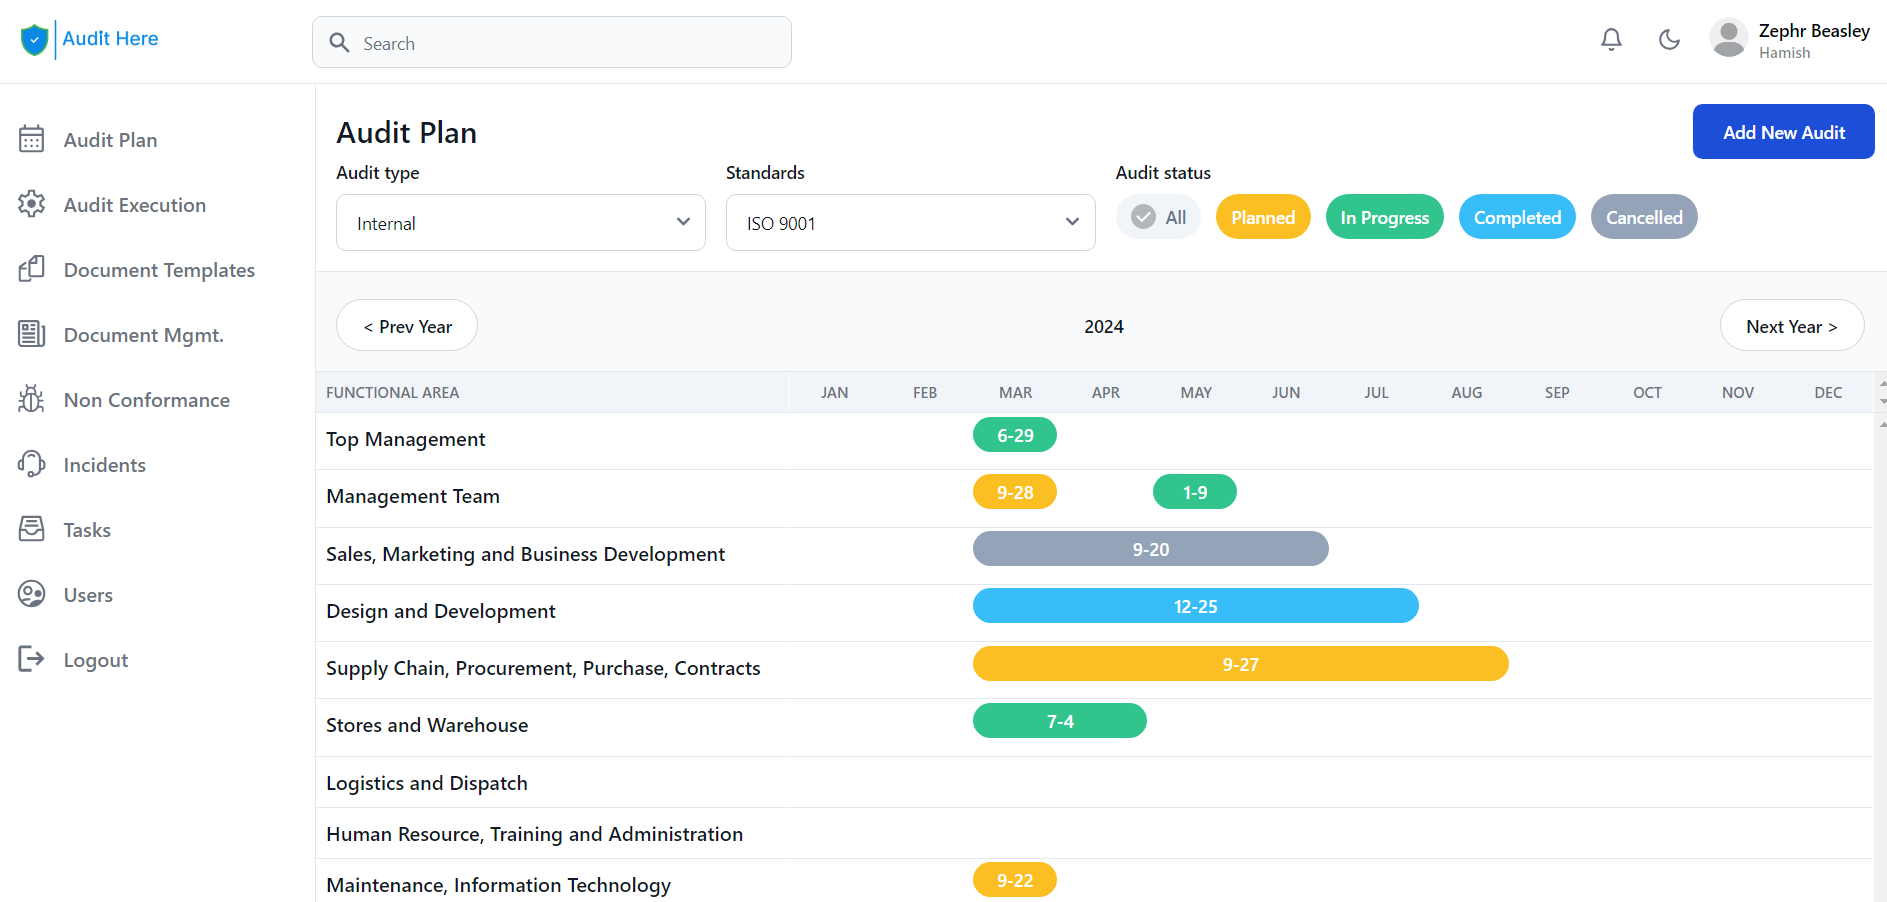 Audit Here
Search
Zephr Beasley
Hamish
Audit Plan
Audit Execution
Document Templates
Document Mgmt.
Non Conformance
Incidents
Tasks
Users
Logout
Audit Plan
Add New Audit
Audit type
Standards
Audit status
Internal
ISO 9001
All
Planned
In Progress
Completed
Cancelled
< Prev Year
2024
Next Year >
FUNCTIONAL AREA JAN FEB MAR APR MAY JUN JUL AUG SEP OCT NOV DEC
Top Management 6-29
Management Team 9-28 1-9
Sales, Marketing and Business Development 9-20
Design and Development 12-25
Supply Chain, Procurement, Purchase, Contracts 9-27
Stores and Warehouse 7-4
Logistics and Dispatch
Human Resource, Training and Administration
Maintenance, Information Technology 9-22